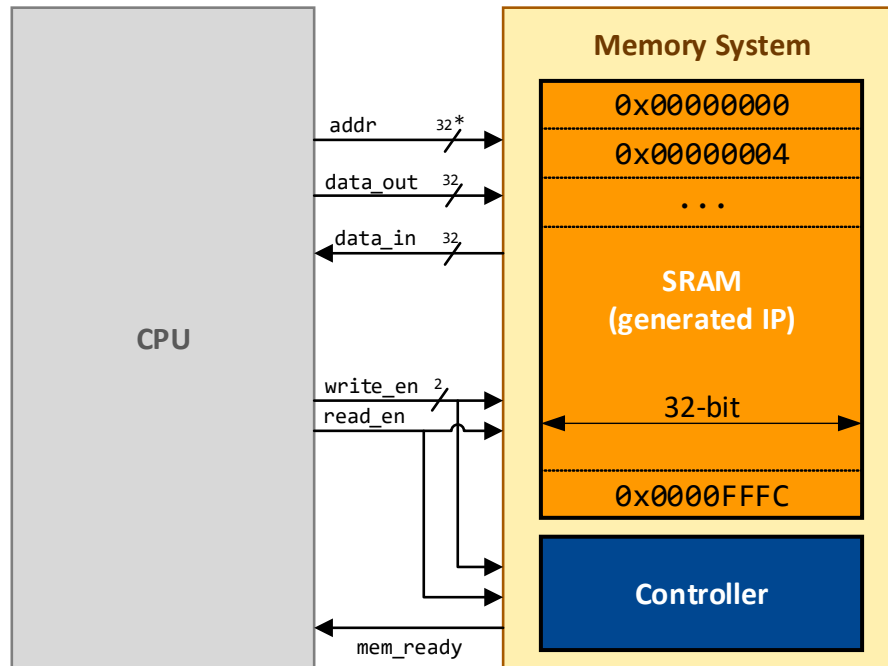 Memory System
0x00000000
addr
32*
0x00000004
data_out
32
...
data_in
32
SRAM
(generated IP)
CPU
write_en
2
read_en
32-bit
0x0000FFFC
Controller
mem_ready